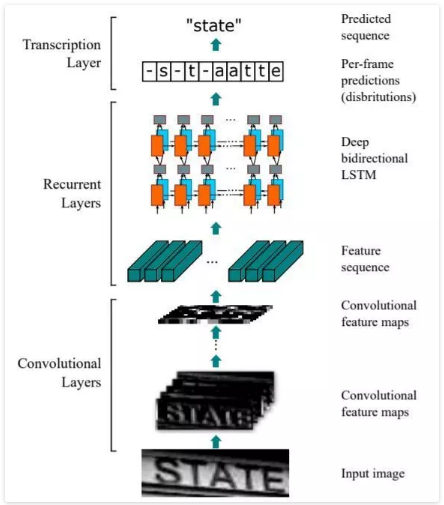 "state"
Predicted
sequence
Transcription
Layer
-s-t-aatte
Per-frame
predictions
(disbritutions)
...
...
Deep
bidirectional
LSTM
Recurrent
Layers
...
Feature
sequence
Convolutional
feature maps
Convolutional
Layers
STATE
Convolutional
feature maps
STATE
Input image